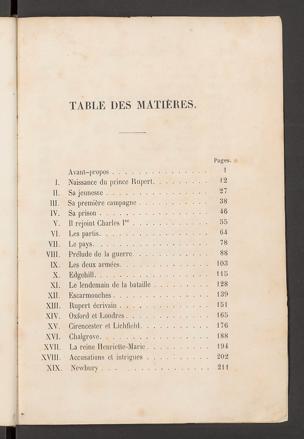 TABLE DES MATIÈRES.
Pages.
Avant-propos . . . . . . . . . . . . 1
I. Naissance du prince Rupert. . . . . . . . 12
II. Sa jeunesse . . . . . . . . . . . . 27
III. Sa première campagne . . . . . . . . . 38
IV. Sa prison . . . . . . . . . . . . 46
V. Il rejoint Charles Ier . . . . . . . . . . 55
VI. Les partis. . . . . . . . . . . . . 64
VII. Le pays. . . . . . . . . . . . . 78
VIII. Prélude de la guerre . . . . . . . . . 88
IX. Les deux armées. . . . . . . . . . . 103
X. Edgehill. . . . . . . . . . . . . 115
XI. Le lendemain de la bataille . . . . . . . . 128
XII. Escarmouches . . . . . . . . . . . 139
XIII. Rupert écrivain . . . . . . . . . . . 151
XIV. Oxford et Londres . . . . . . . . . . 165
XV. Cirencester et Lichfield. . . . . . . . . 176
XVI. Chalgrove. . . . . . . . . . . . . 188
XVII. La reine Henriette-Marie . . . . . . . . . 194
XVIII. Accusations et intrigues . . . . . . . . . 202
XIX. Newbury . . . . . . . . . . . . 211